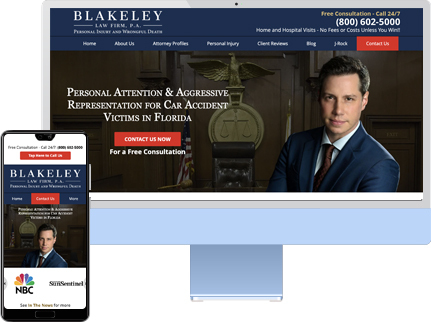 BLAKELEY
LAW FIRM, P.A.
PERSONAL INJURY AND WRONGFUL DEATH
Free Consultation - Call 24/7
(800) 602-5000
Home and Hospital Visits - No Fees or Costs Unless You Win!!
Home About Us Attorney Profiles Personal Injury Client Reviews Blog J-Rock Contact Us
PERSONAL ATTENTION & AGGRESSIVE
REPRESENTATION FOR CAR ACCIDENT
VICTIMS IN FLORIDA
CONTACT US NOW
For a Free Consultation
Free Consultation - Call 24/7: (800) 602-5000
Tap Here to Call Us
BLAKELEY
LAW FIRM, P.A.
PERSONAL INJURY AND WRONGFUL DEATH
Home Contact Us More
PERSONAL ATTENTION & AGGRESSIVE
REPRESENTATION FOR CAR ACCIDENT
VICTIMS IN FLORIDA
NBC
SunSentinel
See In The News for more